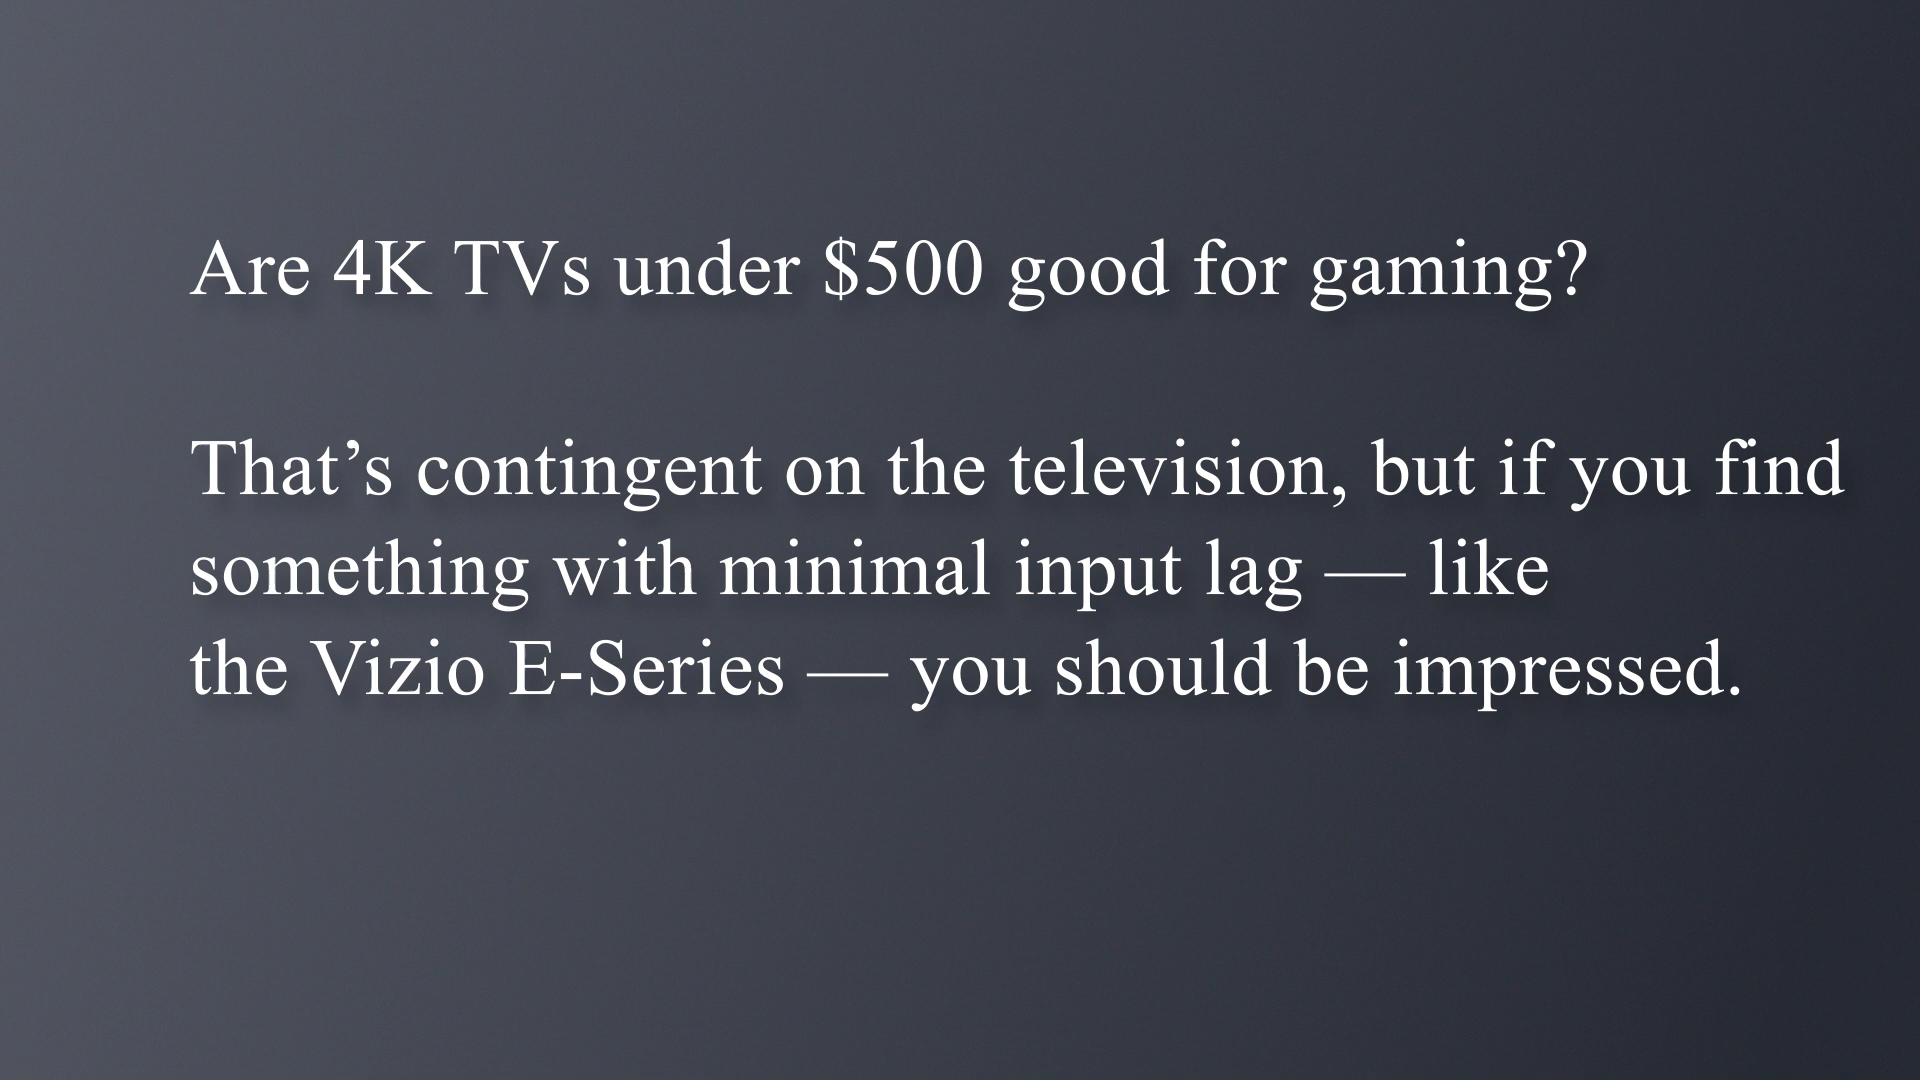 Are 4K TVs under $500 good for gaming?
That’s contingent on the television, but if you find
something with minimal input lag — like
the Vizio E-Series — you should be impressed.